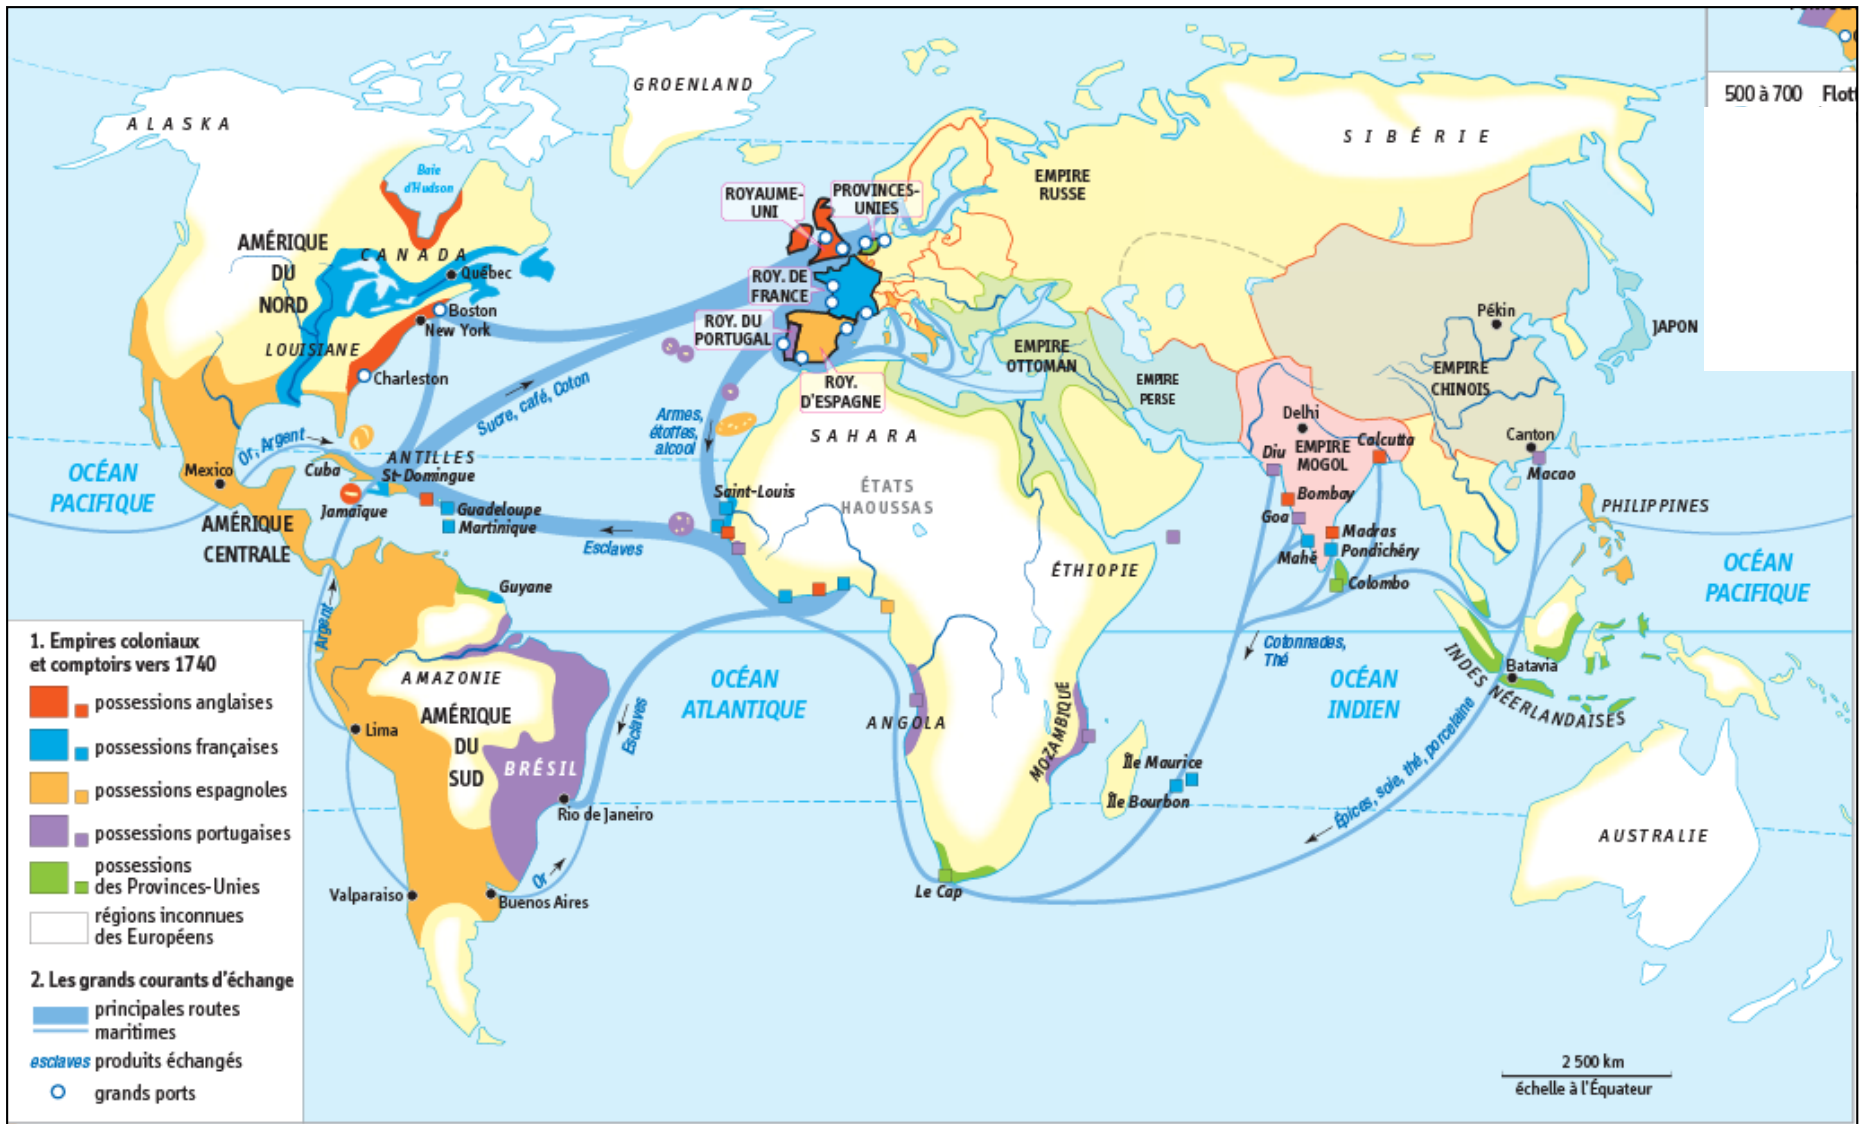 500 à 700 Flott
GROENLAND
ALASKA
SIBÉRIE
Baie
d'Hudson
EMPIRE
RUSSE
ROYAUME-
UNI
PROVINCES-
UNIES
AMÉRIQUE
DU
NORD
CANADA
Québec
ROY. DE
FRANCE
Boston
New York
ROY. DU
PORTUGAL
Pékin
JAPON
LOUISIANE
EMPIRE
OTTOMAN
EMPIRE
PERSE
EMPIRE
CHINOIS
Charleston
ROY.
D'ESPAGNE
Sucre, café, Coton
Armes,
étoffes,
alcool
SAHARA
Delhi
EMPIRE
MOGOL
Diu
Calcutta
Canton
Macao
Or, Argent
OCÉAN
PACIFIQUE
Mexico
Cuba
ANTILLES
St-Domingue
Jamaïque
Guadeloupe
Martinique
Saint-Louis
ÉTATS
HAOUSSAS
Bombay
Goa
Madras
Mahé
Pondichéry
Colombo
PHILIPPINES
AMÉRIQUE
CENTRALE
Esclaves
ÉTHIOPIE
OCÉAN
PACIFIQUE
Guyane
Argent
Cotonnades,
Thé
AMAZONIE
OCÉAN
ATLANTIQUE
OCÉAN
INDIEN
Batavia
INDES NÉERLANDAISES
Lima
AMÉRIQUE
DU
SUD
BRÉSIL
Esclaves
ANGOLA
MOZAMBIQUE
Île Maurice
Île Bourbon
Épices, soie, thé, porcelaine
Rio de Janeiro
AUSTRALIE
Valparaiso
Or
Buenos Aires
Le Cap
1. Empires coloniaux
et comptoirs vers 1740
possessions anglaises
possessions françaises
possessions espagnoles
possessions portugaises
possessions
des Provinces-Unies
régions inconnues
des Européens
2. Les grands courants d'échange
principales routes
maritimes
esclaves produits échangés
grands ports
2 500 km
échelle à l'Équateur